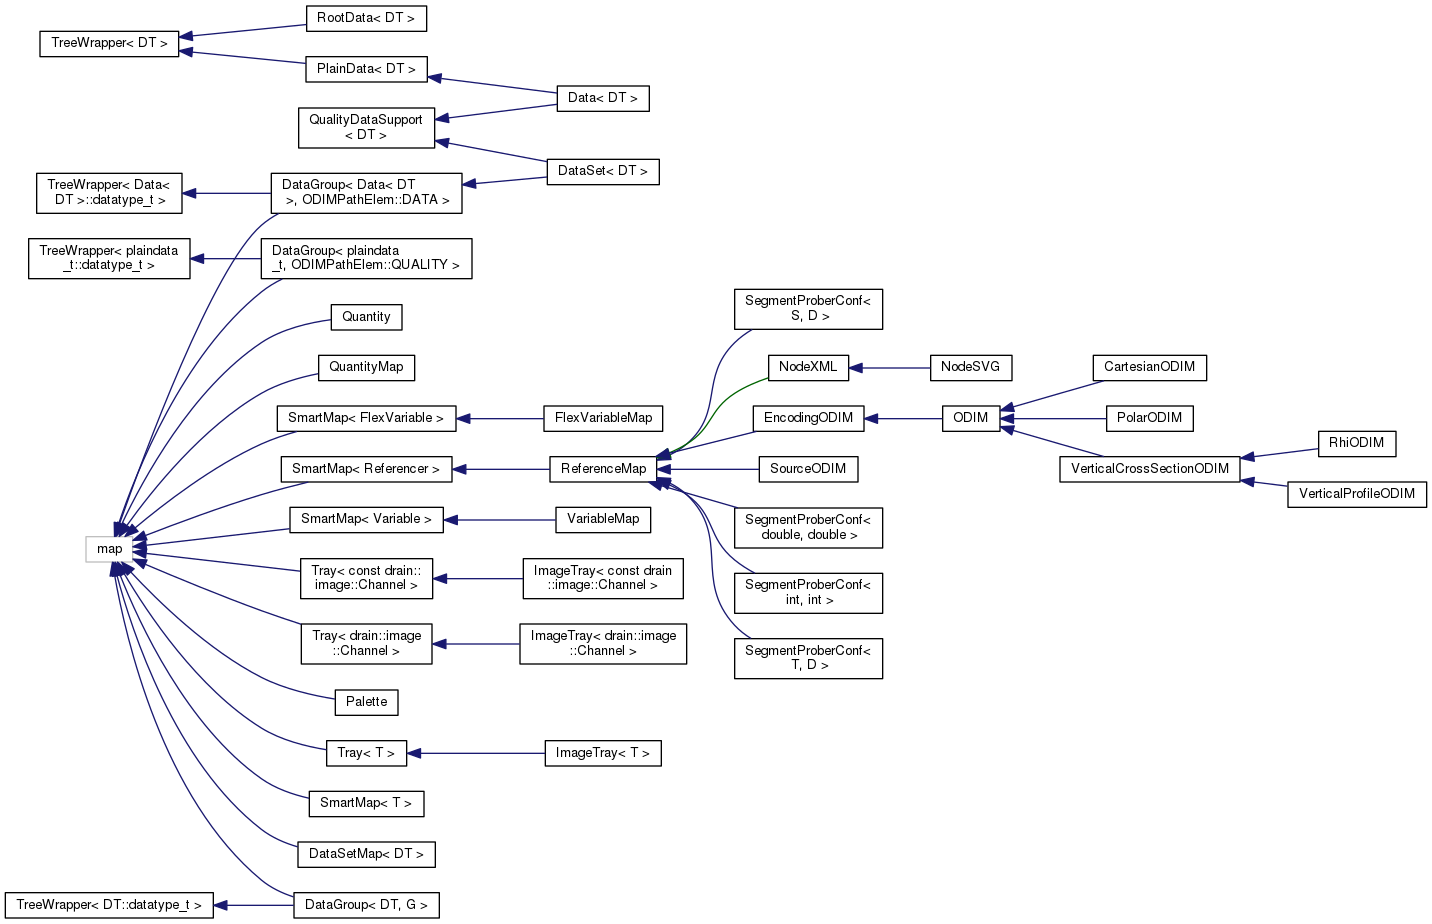 RootData< DT >
TreeWrapper< DT >
PlainData< DT >
Data< DT >
QualityDataSupport
< DT >
DataSet< DT >
TreeWrapper< Data<
DT >::datatype_t >
DataGroup< Data< DT
>, ODIMPathElem::DATA >
TreeWrapper< plaindata
_t::datatype_t >
DataGroup< plaindata
_t, ODIMPathElem::QUALITY >
Quantity
QuantityMap
SmartMap< FlexVariable >
FlexVariableMap
SmartMap< Referencer >
ReferenceMap
SegmentProberConf<
S, D >
NodeXML
NodeSVG
EncodingODIM
ODIM
CartesianODIM
PolarODIM
VerticalCrossSectionODIM
RhiODIM
VerticalProfileODIM
SourceODIM
SegmentProberConf<
double, double >
SegmentProberConf<
int, int >
SegmentProberConf<
T, D >
SmartMap< Variable >
VariableMap
map
Tray< const drain::
image::Channel >
ImageTray< const drain
::image::Channel >
Tray< drain::image
::Channel >
ImageTray< drain::image
::Channel >
Palette
Tray< T >
ImageTray< T >
SmartMap< T >
DataSetMap< DT >
TreeWrapper< DT::datatype_t >
DataGroup< DT, G >